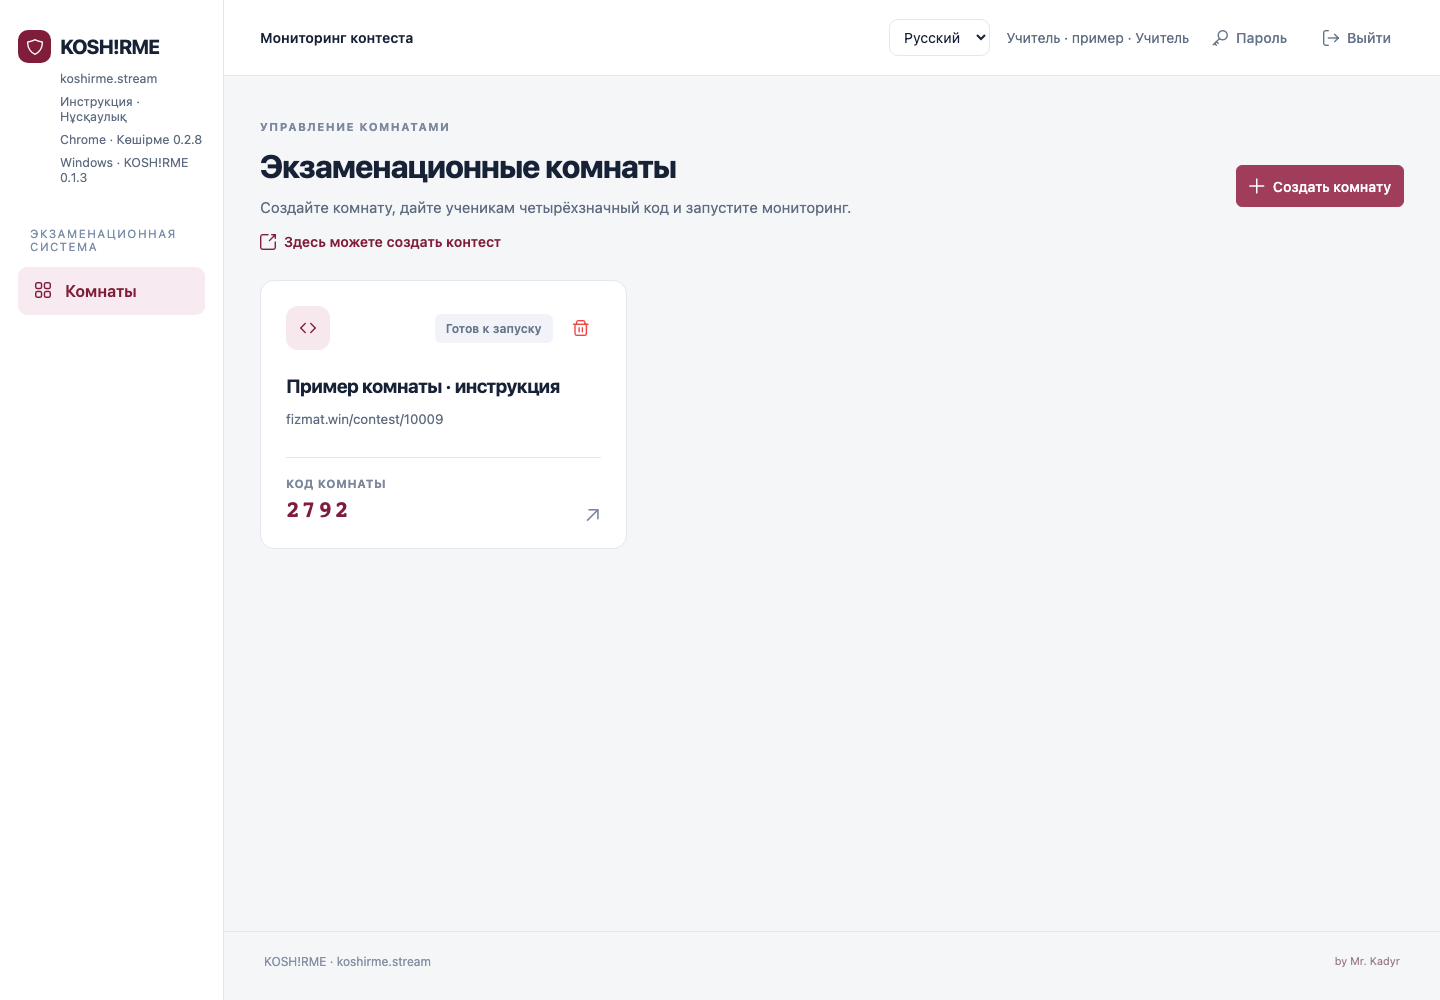 KOSH!RME
koshirme.stream
Инструкция ·
Нұсқаулық
Chrome · Көшірме 0.2.8
Windows · KOSH!RME
0.1.3
ЭКЗАМЕНАЦИОННАЯ
СИСТЕМА
Комнаты
Мониторинг контеста
Русский
Учитель · пример · Учитель
Пароль
Выйти
УПРАВЛЕНИЕ КОМНАТАМИ
Экзаменационные комнаты
Создайте комнату, дайте ученикам четырёхзначный код и запустите мониторинг.
Здесь можете создать контест
Создать комнату
Готов к запуску
Пример комнаты · инструкция
fizmat.win/contest/10009
КОД КОМНАТЫ
2792
KOSH!RME · koshirme.stream
by Mr. Kadyr